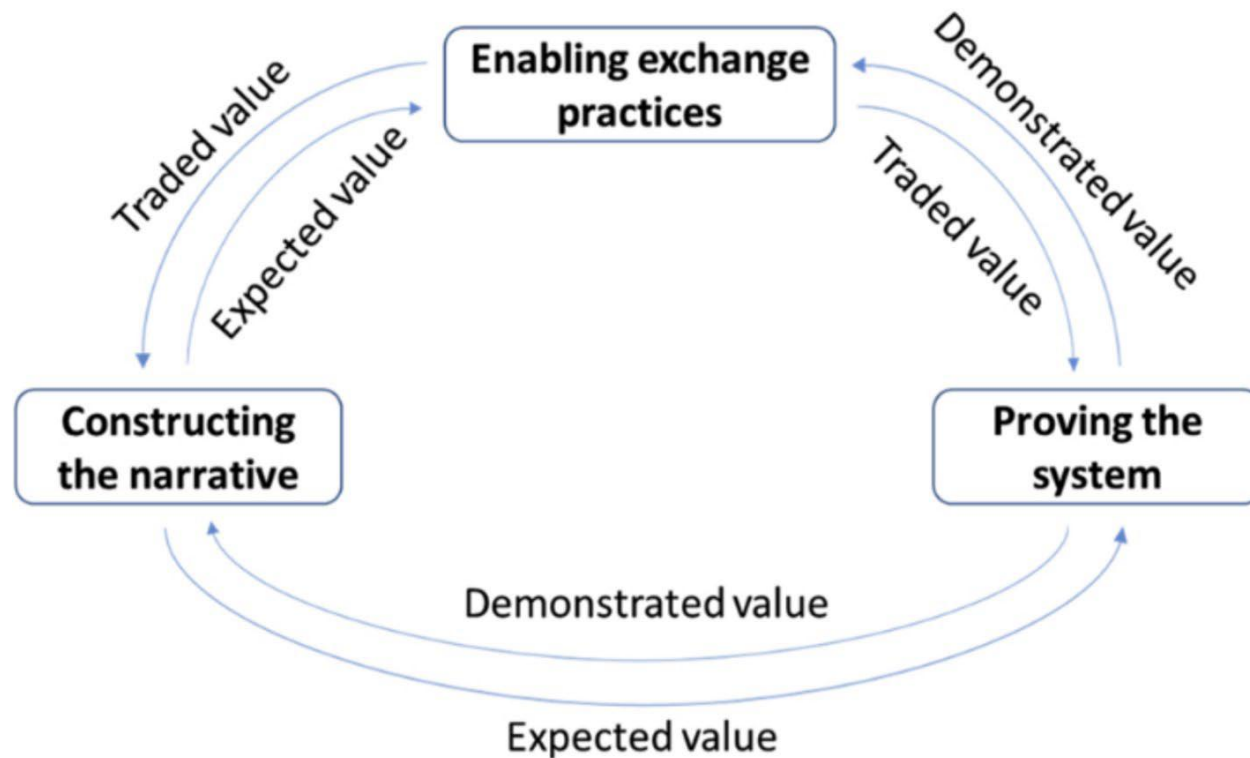 Enabling exchange
practices
Traded value
Expected value
Demonstrated value
Traded value
Constructing
the narrative
Proving the
system
Demonstrated value
Expected value